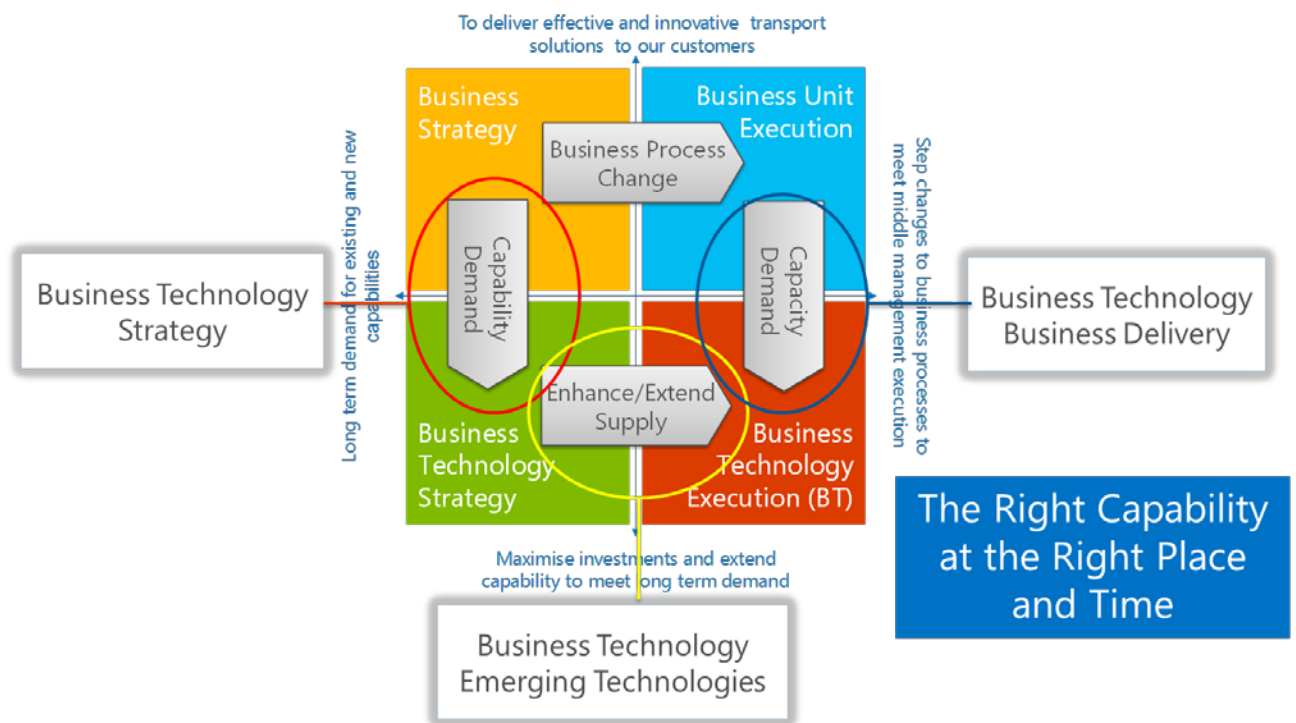 To deliver effective and innovative transport
solutions to our customers
Business
Strategy
Business Unit
Execution
Business Process
Change
Long term demand for existing and new
capabilities
Capability
Demand
Capacity
Demand
Step changes to business processes to
meet middle management execution
Business Technology
Strategy
Business Technology
Business Delivery
Enhance/Extend
Supply
Business
Technology
Strategy
Business
Technology
Execution (BT)
Maximise investments and extend
capability to meet long term demand
Business Technology
Emerging Technologies
The Right Capability
at the Right Place
and Time